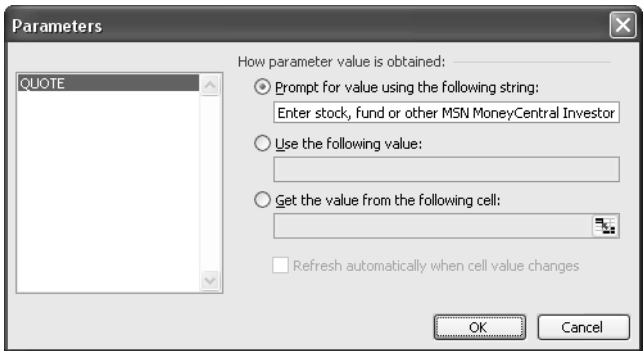 Parameters
How parameter value is obtained:
QUOTE
Prompt for value using the following string:
Enter stock, fund or other MSN MoneyCentral Investor
Use the following value:
Get the value from the following cell:
Refresh automatically when cell value changes
OK
Cancel